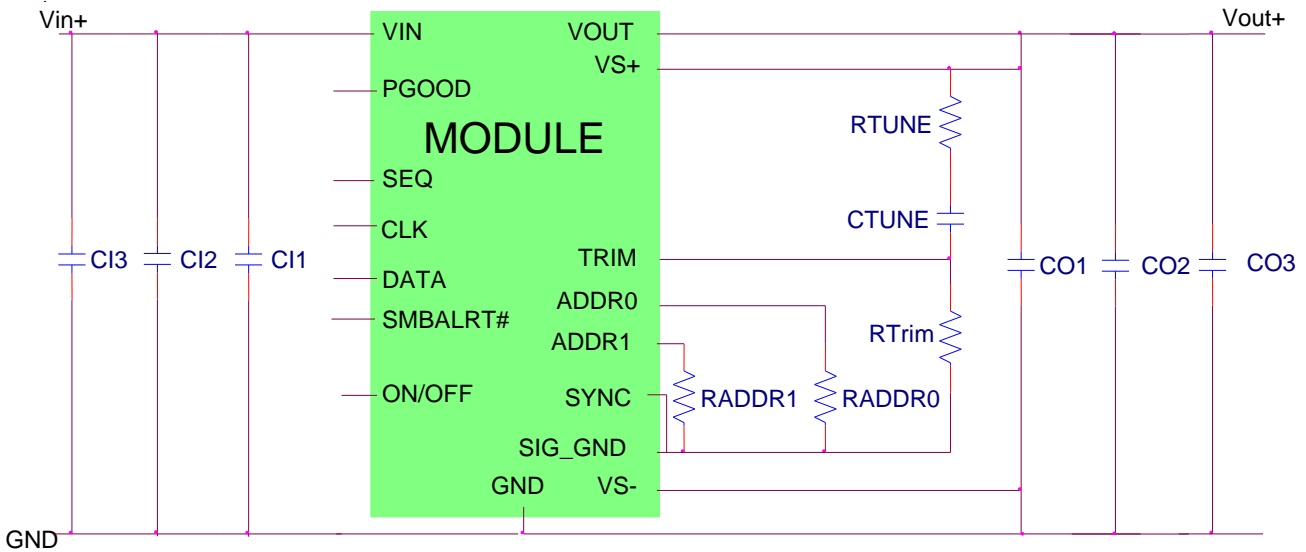 Vin+
Vout+
VIN
VOUT
VS+
PGOOD
RTUNE
MODULE
SEQ
CTUNE
CLK
TRIM
CI3
CI2
CI1
CO1
CO2
CO3
DATA
ADDR0
SMBALRT#
RTrim
ADDR1
ON/OFF
SYNC
RADDR1
RADDR0
SIG_GND
GND
VS-
GND